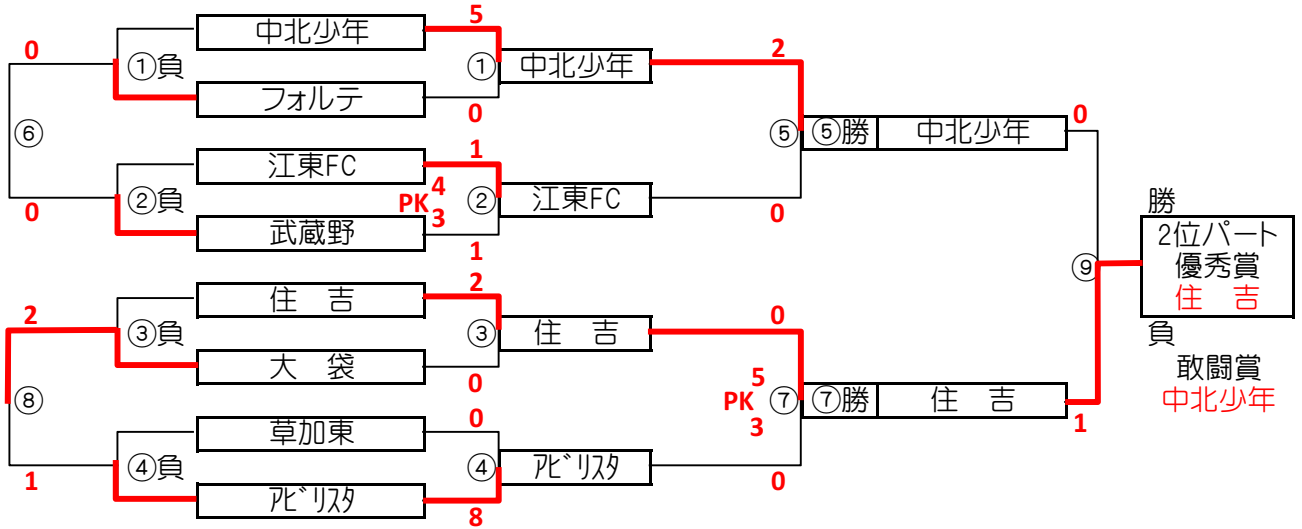 5
中北少年
0
2
①負
①
中北少年
フォルテ
0
0
⑥
⑤
⑤勝
中北少年
江東FC
1
4
②負
PK
②
江東FC
3
0
0
武蔵野
1
勝
2位パート
優秀賞
住　吉
⑨
住　吉
2
2
0
③負
③
住　吉
負
大　袋
0
5
敢闘賞
⑧
PK
⑦
⑦勝
住　吉
中北少年
3
1
草加東
0
④負
④
ｱﾋﾞﾘｽﾀ
1
0
ｱﾋﾞﾘｽﾀ
8